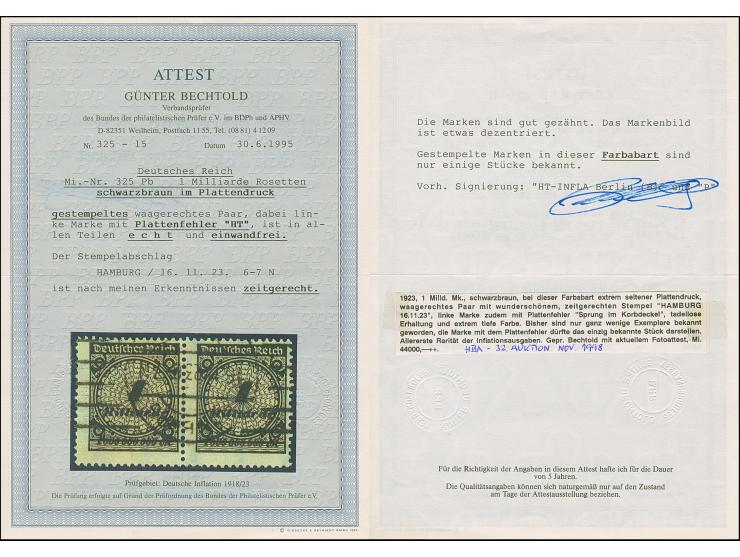 ATTEST
GÜNTER BECHTOLD
Verbandsprüfer
des Bundes der philatelistischen Prüfer e.V. im BDPh und APHV
D-82351 Weilheim, Postfach 11 55, Tel. (08 81) 4 12 09
Nr. 325 - 15 Datum 30.6.1995
Deutsches Reich
Mi.-Nr. 325 Pb 1 Milliarde Rosetten
schwarzbraun im Plattendruck
gestempeltes waagerechtes Paar, dabei lin-
ke Marke mit Plattenfehler "HT", ist in al-
len Teilen e c h t und einwandfrei.
Der Stempelabschlag
HAMBURG / 16. 11. 23. 6-7 N
ist nach meinen Erkenntnissen zeitgerecht.
Deutsches Reich Deutsches Reich
1 1
Milliarde Milliarde
Prüfgebiet: Deutsche Inflation 1918/23
Die Prüfung erfolgte auf Grund der Prüfordnung des Bundes der Philatelistischen Prüfer e.V.
Die Marken sind gut gezähnt. Das Markenbild
ist etwas dezentriert.
Gestempelte Marken in dieser Farbabart sind
nur einige Stücke bekannt.
Vorh. Signierung: "HT-INFLA Berlin
1923, 1 Milld. Mk., schwarzbraun, bei dieser Farbabart extrem seltener Plattendruck,
waagerechtes Paar mit wunderschönem, zeitgerechten Stempel "HAMBURG
16.11.23", linke Marke zudem mit Plattenfehler "Sprung im Korbdeckel", tadellose
Erhaltung und extrem tiefe Farbe. Bisher sind nur ganz wenige Exemplare bekannt
geworden, die Marke mit dem Plattenfehler dürfte das einzig bekannte Stück darstellen.
Allererste Rarität der Inflationsausgaben. Gepr. Bechtold mit aktuellem Fotoattest, Mi.
44000,—++.
HBA - 32. AUKTION NOV. 1998
Für die Richtigkeit der Angaben in diesem Attest hafte ich für die Dauer
von 5 Jahren.
Die Qualitätsangaben können sich naturgemäß nur auf den Zustand
am Tage der Attestausstellung beziehen.